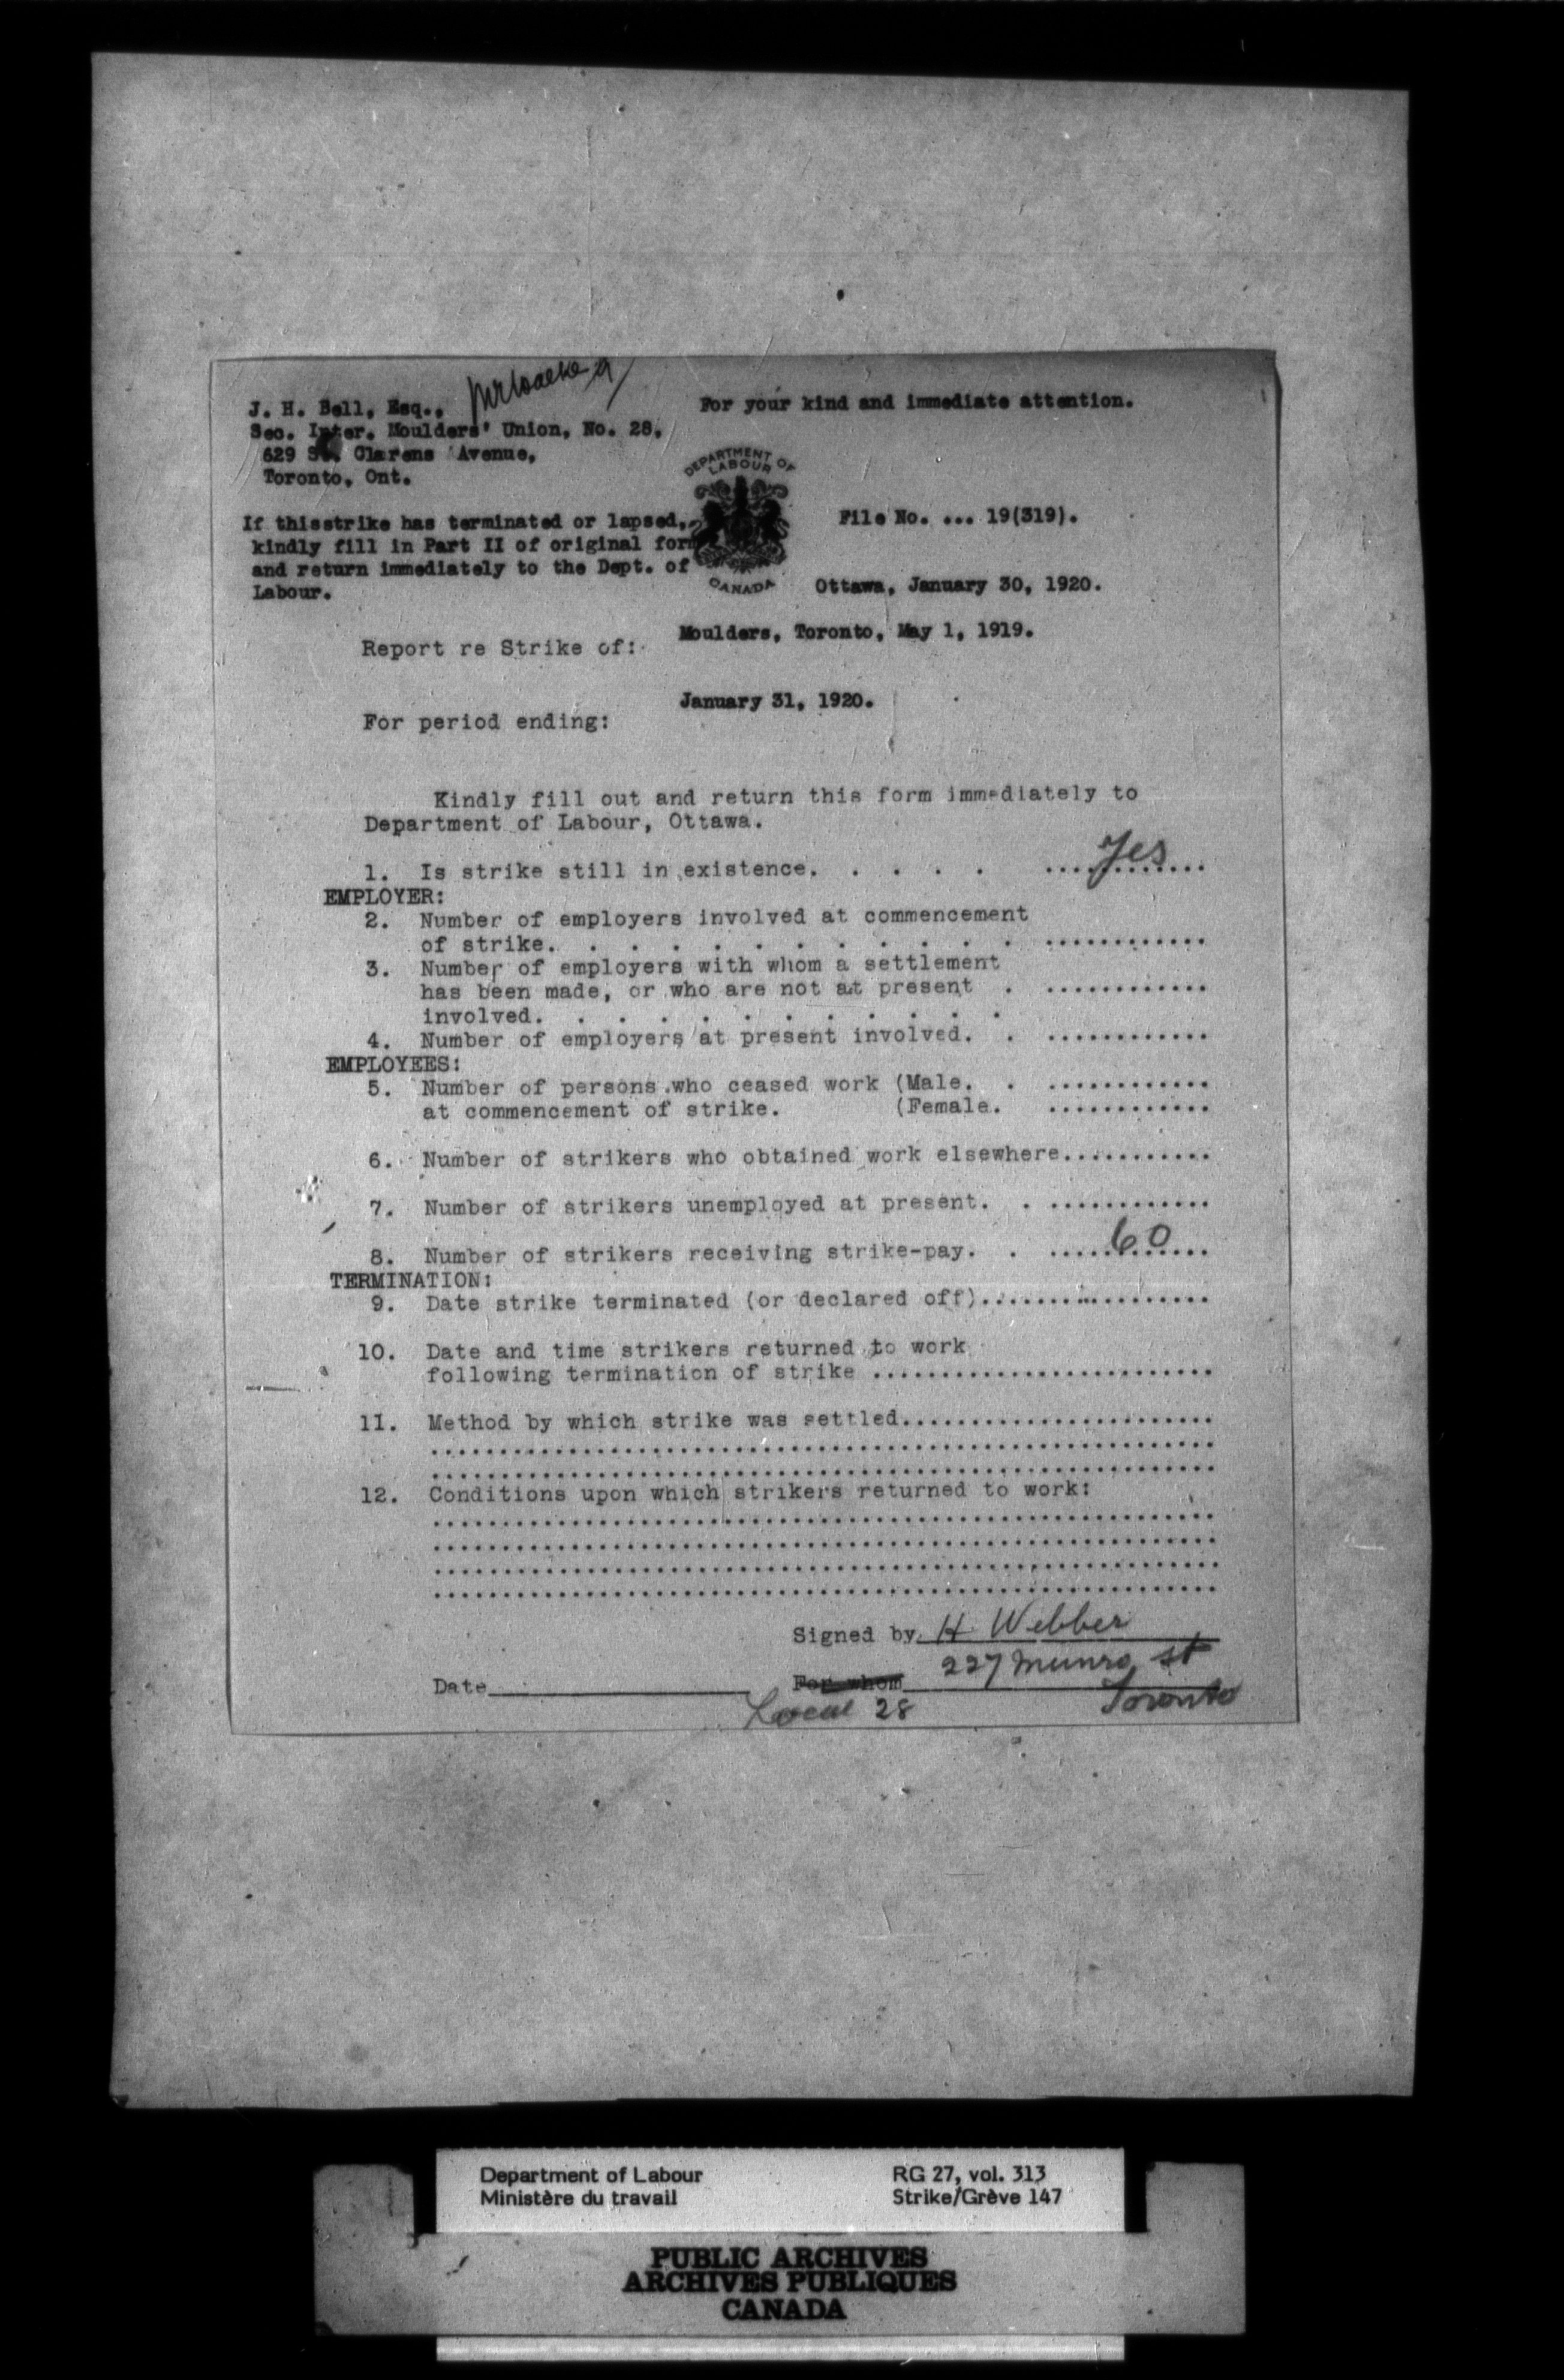 J. H. Bell, Esq.,
Sec. Inter. Moulders' Union, No. 28,
629 St. Clarens Avenue,
Toronto, Ont.
For your kind and immediate attention.
DEPARTMENT OF
LABOUR
CANADA
If thisstrike has terminated or lapsed,
kindly fill in Part II of original form
and return immediately to the Dept. of
Labour.
File No. ... 19(319).
Ottawa, January 30, 1920.
Report re Strike of: Moulders, Toronto, May 1, 1919.
For period ending: January 31, 1920.
Kindly fill out and return this form immediately to
Department of Labour, Ottawa.
1. Is strike still in existence. . . . . ............ Yes
EMPLOYER:
2. Number of employers involved at commencement
of strike. . . . . . . . . . . . ............
3. Number of employers with whom a settlement
has been made, or who are not at present . ............
involved. . . . . . . . . . . .
4. Number of employers at present involved. . ............
EMPLOYEES:
5. Number of persons who ceased work (Male. . ............
at commencement of strike. (Female. ............
6. Number of strikers who obtained work elsewhere...........
7. Number of strikers unemployed at present. . ............
8. Number of strikers receiving strike-pay. . ............ 60
TERMINATION:
9. Date strike terminated (or declared off)..................
10. Date and time strikers returned to work
following termination of strike .........................
11. Method by which strike was settled.......................
..........................................................
..........................................................
12. Conditions upon which strikers returned to work:
..........................................................
..........................................................
..........................................................
..........................................................
Signed by H. Webber
227 Munro St
Date For whom
Local 28 Toronto
Department of Labour
Ministère du travail
RG 27, vol. 313
Strike/Grève 147
PUBLIC ARCHIVES
ARCHIVES PUBLIQUES
CANADA